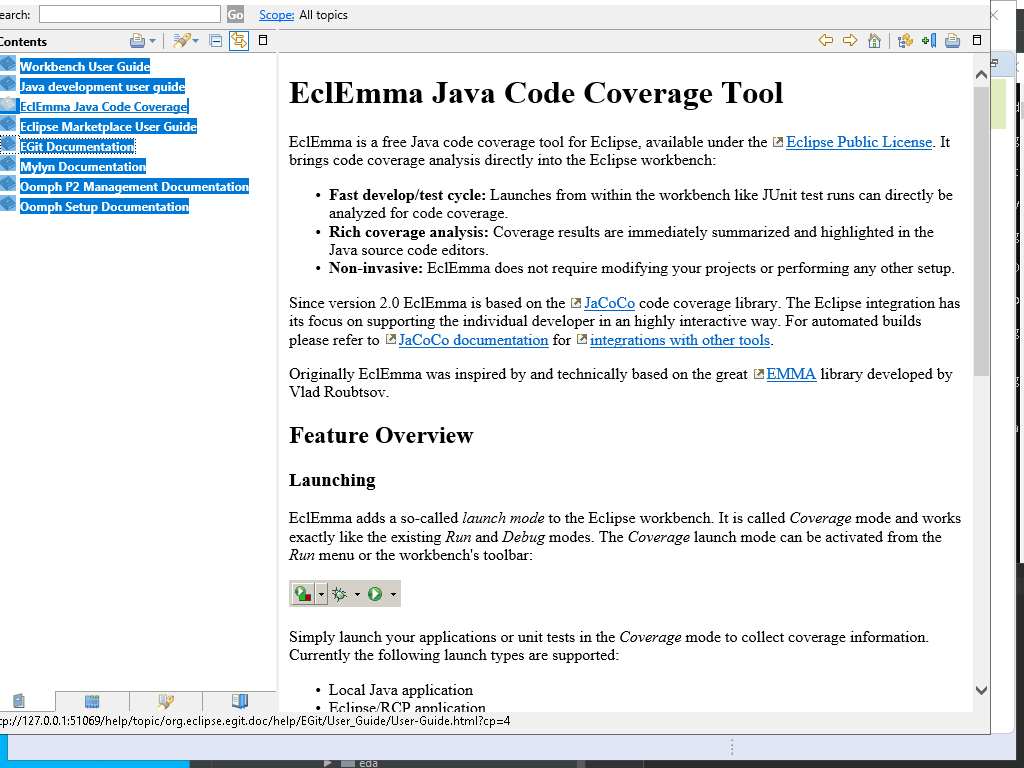 earch:
Go
Scope:
All topics
Contents
Workbench User Guide
Java development user guide
EclEmma Java Code Coverage
Eclipse Marketplace User Guide
EGit Documentation
Mylyn Documentation
Oomph P2 Management Documentation
Oomph Setup Documentation
EclEmma Java Code Coverage Tool
EclEmma is a free Java code coverage tool for Eclipse, available under the Eclipse Public License. It
brings code coverage analysis directly into the Eclipse workbench:
• Fast develop/test cycle: Launches from within the workbench like JUnit test runs can directly be
analyzed for code coverage.
• Rich coverage analysis: Coverage results are immediately summarized and highlighted in the
Java source code editors.
• Non-invasive: EclEmma does not require modifying your projects or performing any other setup.
Since version 2.0 EclEmma is based on the JaCoCo code coverage library. The Eclipse integration has
its focus on supporting the individual developer in an highly interactive way. For automated builds
please refer to JaCoCo documentation for integrations with other tools.
Originally EclEmma was inspired by and technically based on the great EMMA library developed by
Vlad Roubtsov.
Feature Overview
Launching
EclEmma adds a so-called launch mode to the Eclipse workbench. It is called Coverage mode and works
exactly like the existing Run and Debug modes. The Coverage launch mode can be activated from the
Run menu or the workbench's toolbar:
Simply launch your applications or unit tests in the Coverage mode to collect coverage information.
Currently the following launch types are supported:
• Local Java application
• Eclipse/RCP application
tp://127.0.0.1:51069/help/topic/org.eclipse.egit.doc/help/EGit/User_Guide/User-Guide.html?cp=4
eda